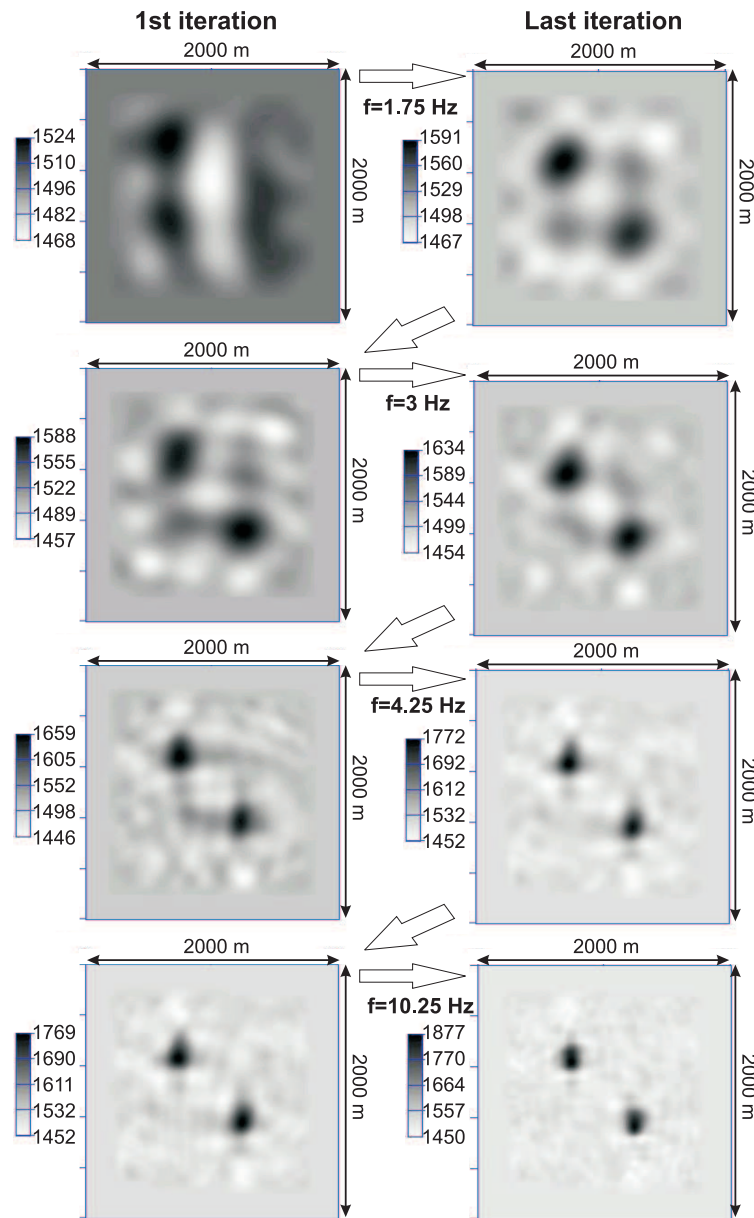 1st iteration
Last iteration
2000 m
2000 m
f=1.75 Hz
1524
1510
1496
1482
1468
2000 m
1591
1560
1529
1498
1467
2000 m
2000 m
2000 m
f=3 Hz
1588
1555
1522
1489
1457
2000 m
1634
1589
1544
1499
1454
2000 m
2000 m
2000 m
f=4.25 Hz
1659
1605
1552
1498
1446
2000 m
1772
1692
1612
1532
1452
2000 m
2000 m
2000 m
f=10.25 Hz
1769
1690
1611
1532
1452
2000 m
1877
1770
1664
1557
1450
2000 m